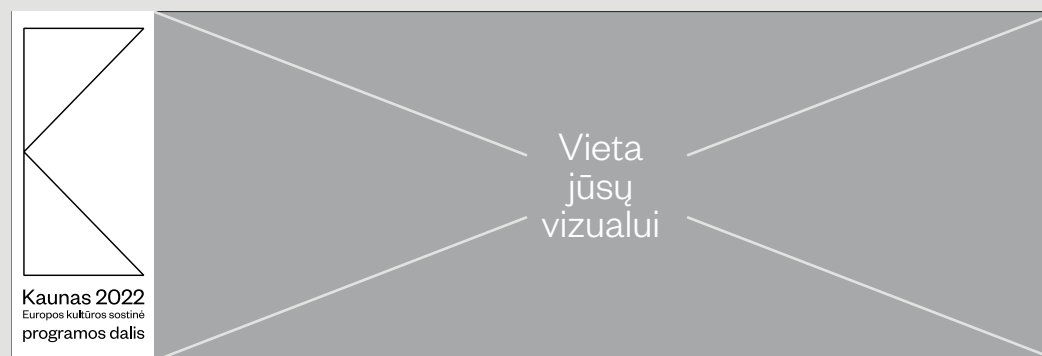 Kaunas 2022
Europos kultūros sostinė
programos dalis
Vieta
jūsų
vizualui